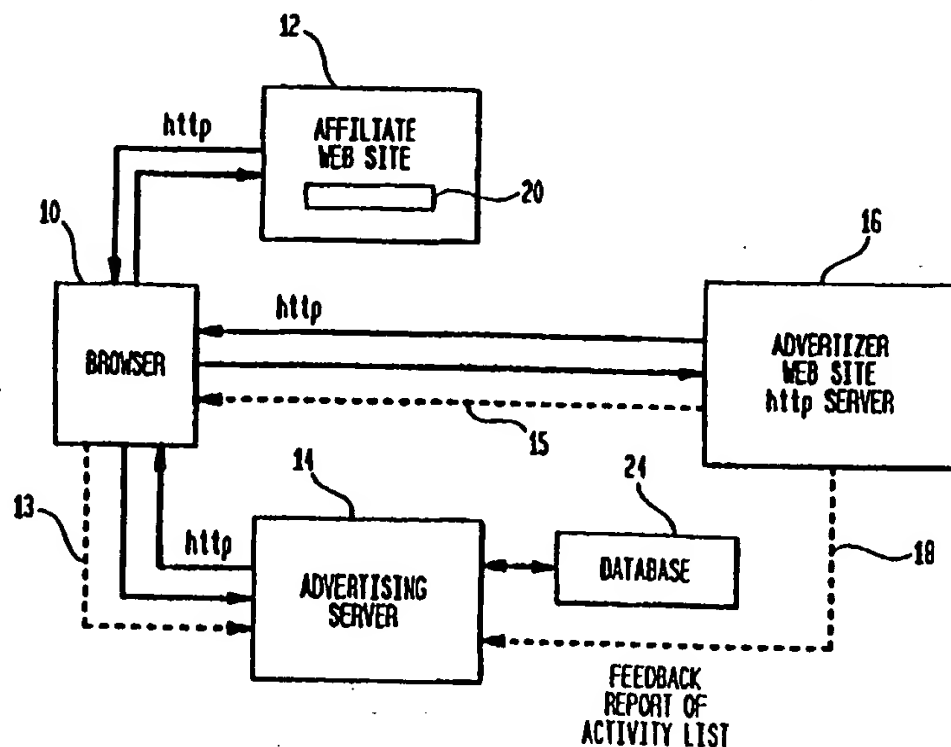 12
http
AFFILIATE
WEB SITE
20
10
16
http
BROWSER
ADVERTIZER
WEB SITE
http SERVER
15
14
24
13
http
18
ADVERTISING
SERVER
DATABASE
FEEDBACK
REPORT OF
ACTIVITY LIST